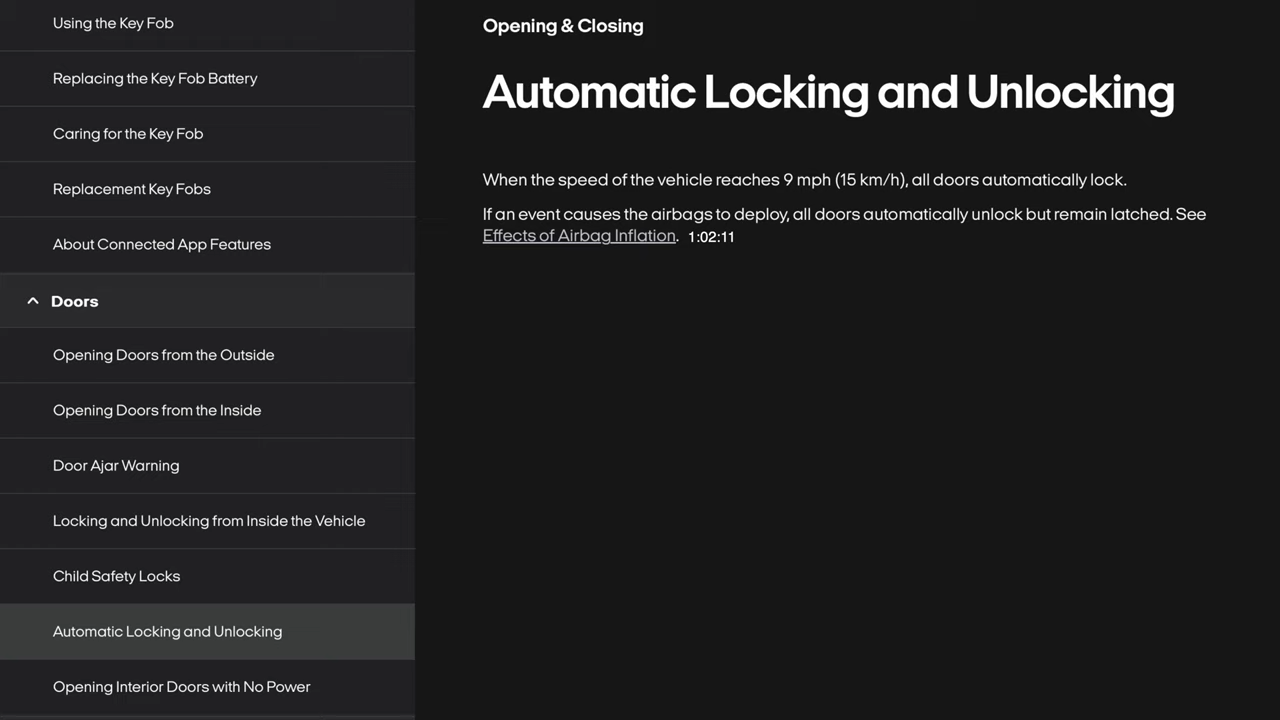 Using the Key Fob
Replacing the Key Fob Battery
Caring for the Key Fob
Replacement Key Fobs
About Connected App Features
Doors
Opening Doors from the Outside
Opening Doors from the Inside
Door Ajar Warning
Locking and Unlocking from Inside the Vehicle
Child Safety Locks
Automatic Locking and Unlocking
Opening Interior Doors with No Power
Opening & Closing
Automatic Locking and Unlocking
When the speed of the vehicle reaches 9 mph (15 km/h), all doors automatically lock.
If an event causes the airbags to deploy, all doors automatically unlock but remain latched. See
Effects of Airbag Inflation. 1:02:11